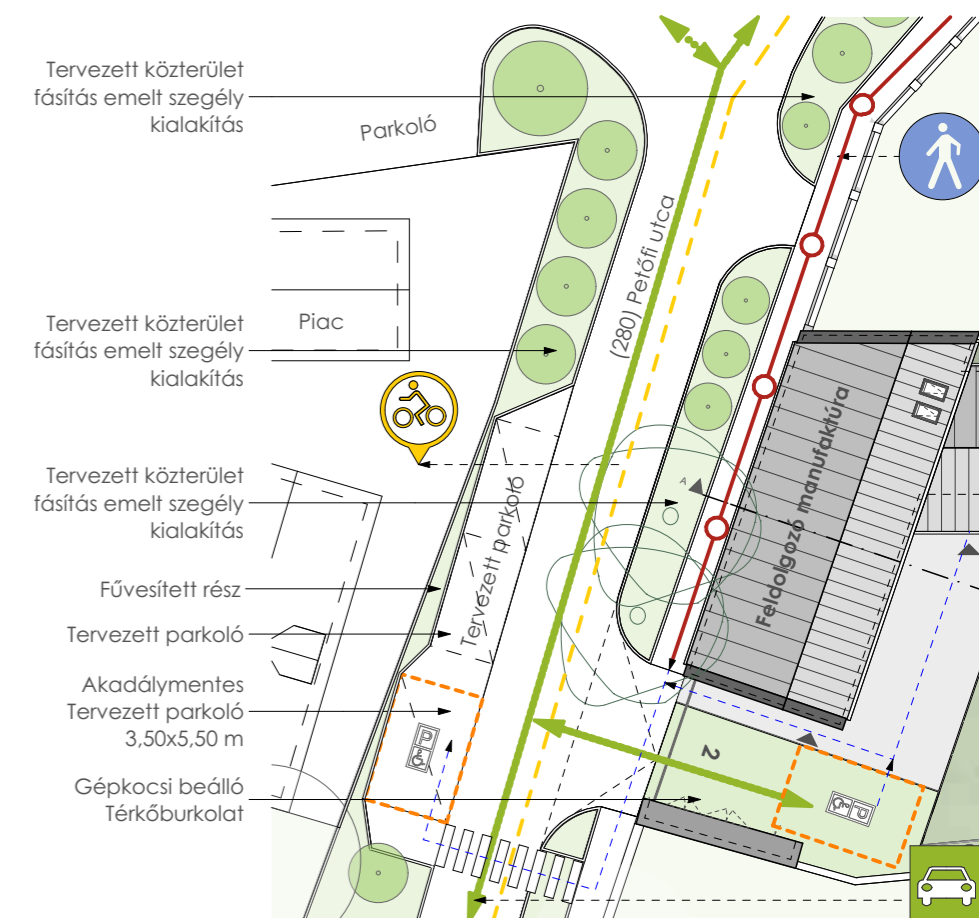 Tervezett közterület
fásítás emelt szegély
kialakítás
Parkoló
(280) Petőfi utca
Piac
Tervezett közterület
fásítás emelt szegély
kialakítás
Tervezett közterület
fásítás emelt szegély
kialakítás
A
Feldolgozó manufaktúra
Tervezett parkoló
Fűvesített rész
Tervezett parkoló
Akadálymentes
Tervezett parkoló
3,50x5,50 m
P
2
P
Gépkocsi beálló
Térkőburkolat